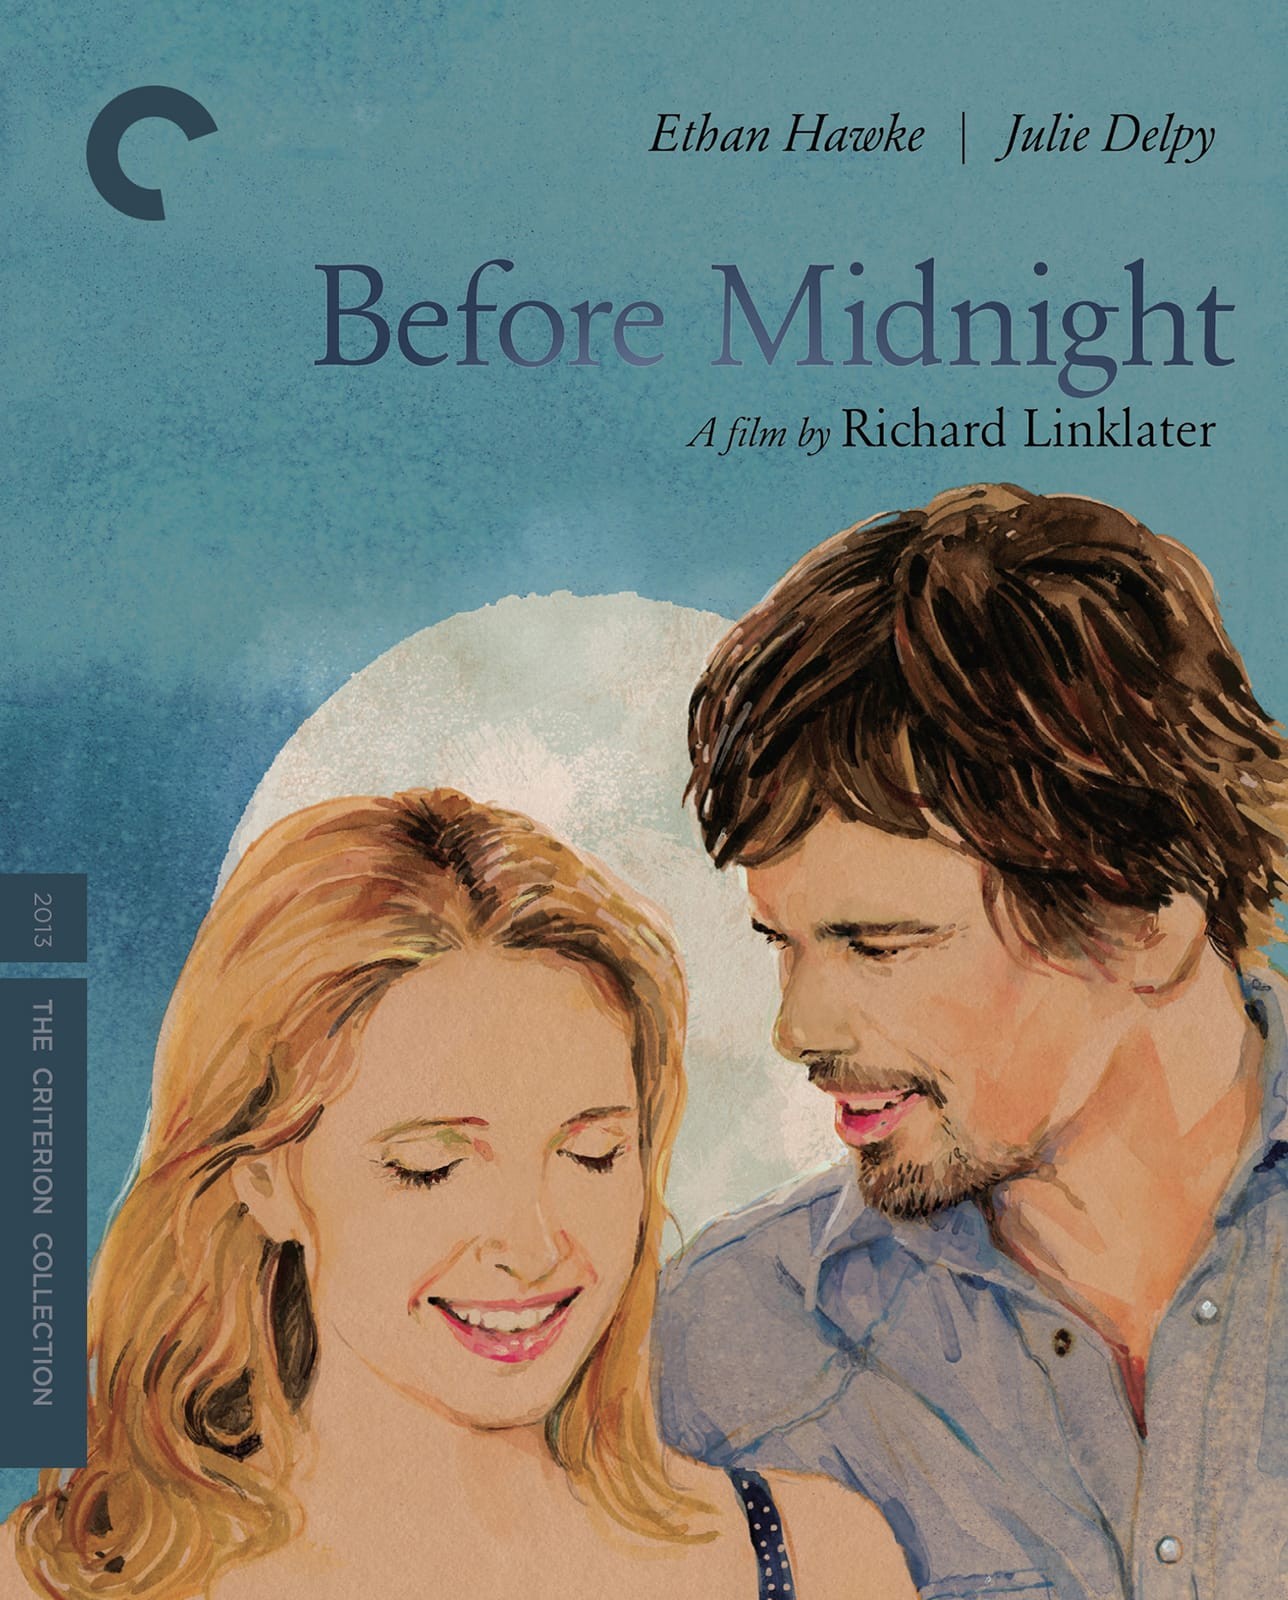 Ethan Hawke | Julie Delpy
Before Midnight
A film by Richard Linklater
2013
THE CRITERION COLLECTION